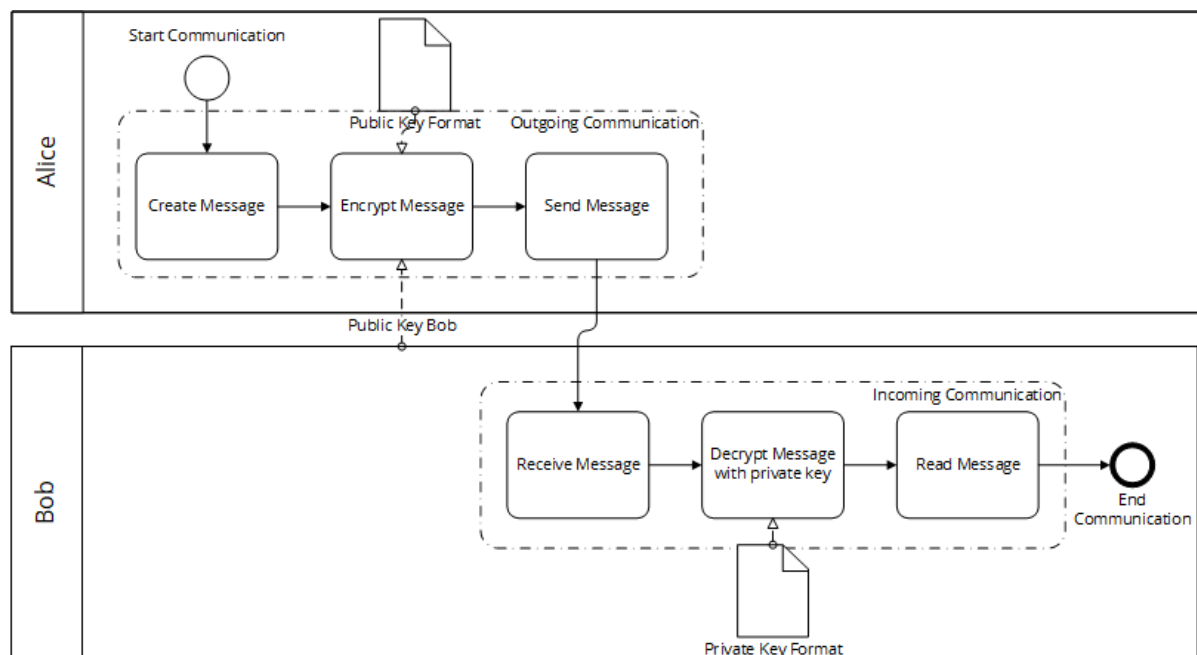 Alice
Start Communication
Public Key Format
Outgoing Communication
Create Message
Encrypt Message
Send Message
Public Key Bob
Bob
Incoming Communication
Receive Message
Decrypt Message
with private key
Read Message
End
Communication
Private Key Format